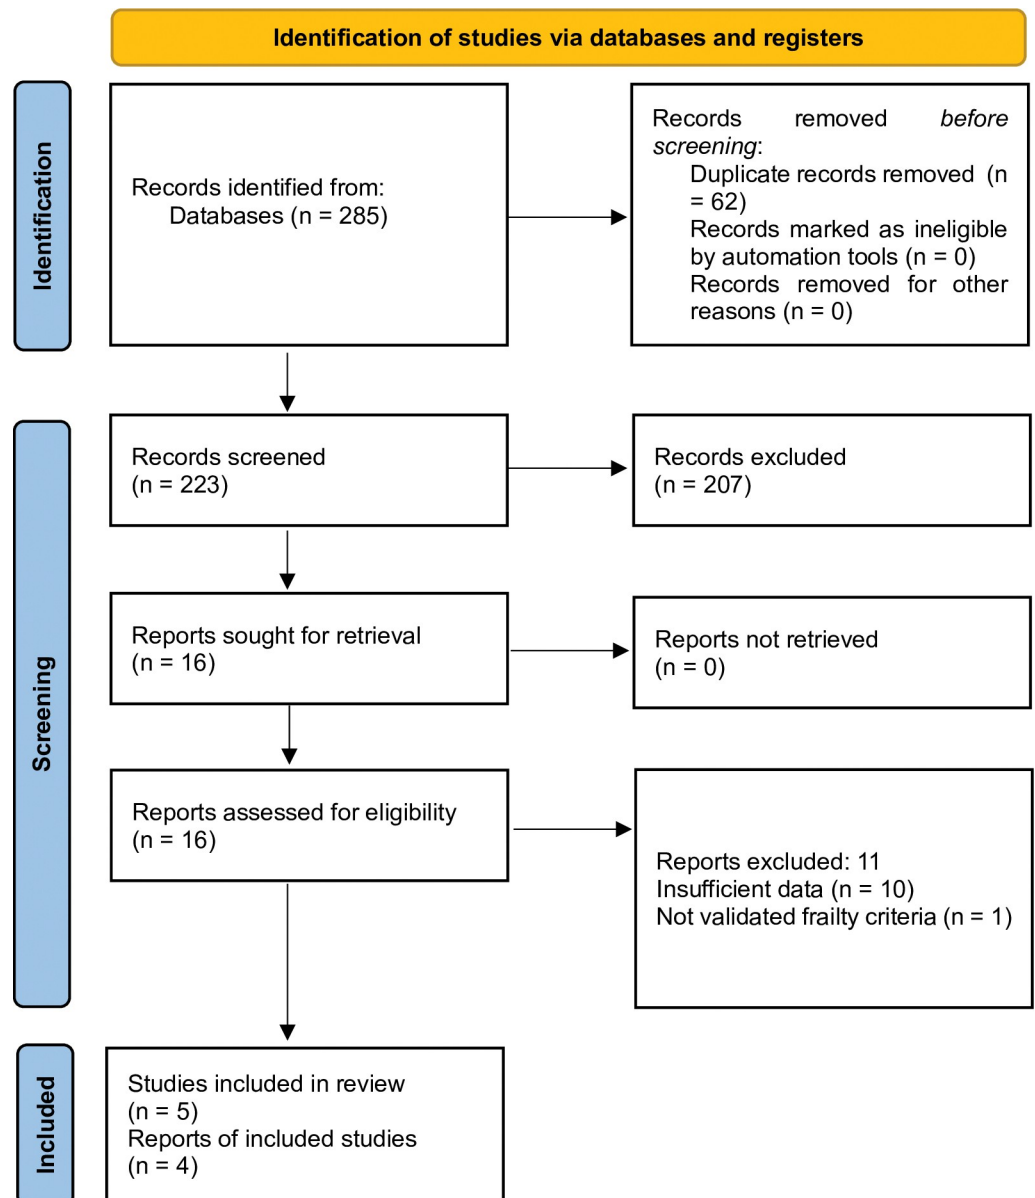 Identification of studies via databases and registers
Identification
Records identified from:
Databases (n = 285)
Records removed before
screening:
Duplicate records removed (n
= 62)
Records marked as ineligible
by automation tools (n = 0)
Records removed for other
reasons (n = 0)
Screening
Records screened
(n = 223)
Records excluded
(n = 207)
Reports sought for retrieval
(n = 16)
Reports not retrieved
(n = 0)
Reports assessed for eligibility
(n = 16)
Reports excluded: 11
Insufficient data (n = 10)
Not validated frailty criteria (n = 1)
Included
Studies included in review
(n = 5)
Reports of included studies
(n = 4)